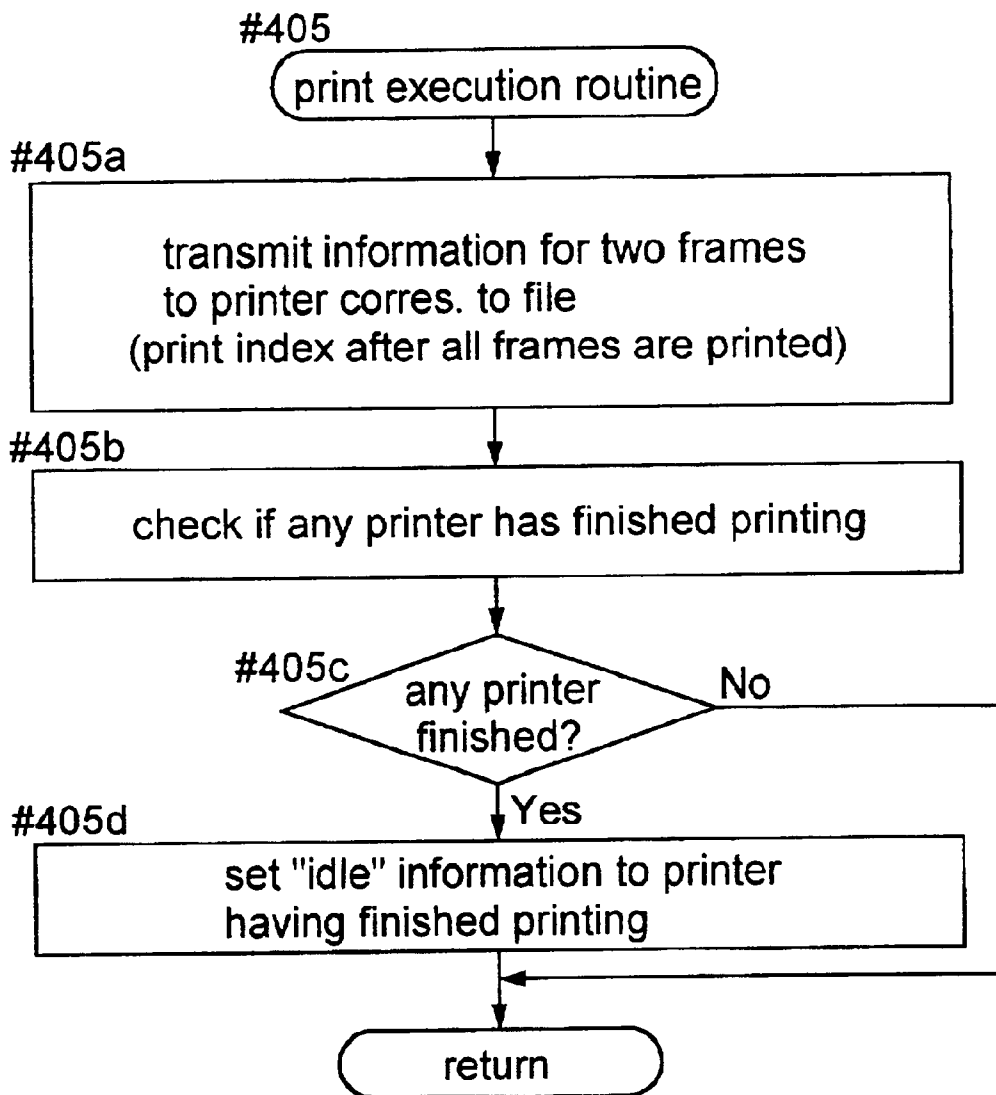 #405
print execution routine
#405a
transmit information for two frames
to printer corres. to file
(print index after all frames are printed)
#405b
check if any printer has finished printing
#405c
any printer
finished?
No
Yes
#405d
set "idle" information to printer
having finished printing
return